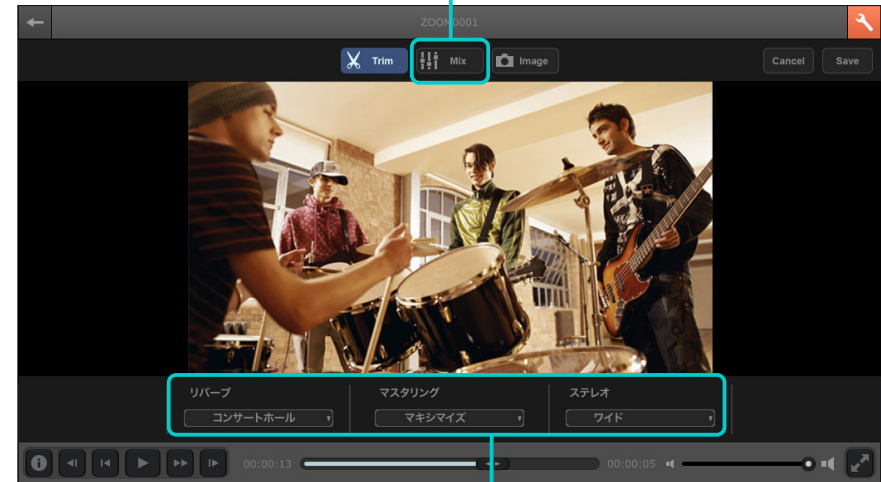 ZOOM0001
Trim
Mix
Image
Cancel
Save
リバーブ
マスタリング
ステレオ
コンサートホール
マキシマイズ
ワイド
00:00:13
00:00:05